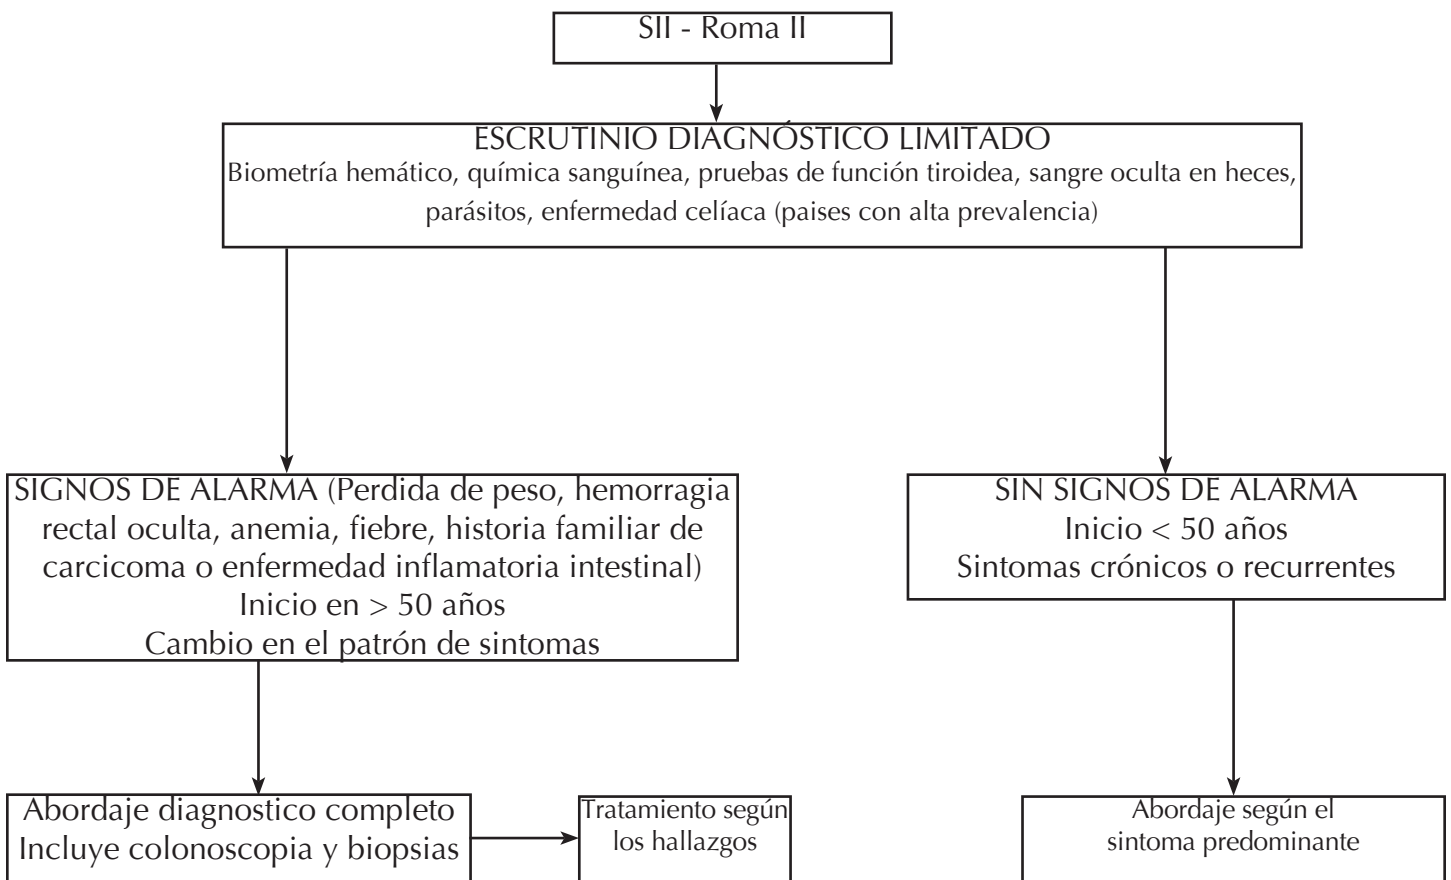 SII - Roma II
ESCRUTINIO DIAGNÓSTICO LIMITADO
Biometría hemático, química sanguínea, pruebas de función tiroidea, sangre oculta en heces,
parásitos, enfermedad celíaca (paises con alta prevalencia)
SIGNOS DE ALARMA (Perdida de peso, hemorragia
rectal oculta, anemia, fiebre, historia familiar de
carcicoma o enfermedad inflamatoria intestinal)
Inicio en > 50 años
Cambio en el patrón de sintomas
SIN SIGNOS DE ALARMA
Inicio < 50 años
Sintomas crónicos o recurrentes
Abordaje diagnostico completo
Incluye colonoscopia y biopsias
Tratamiento según
los hallazgos
Abordaje según el
sintoma predominante